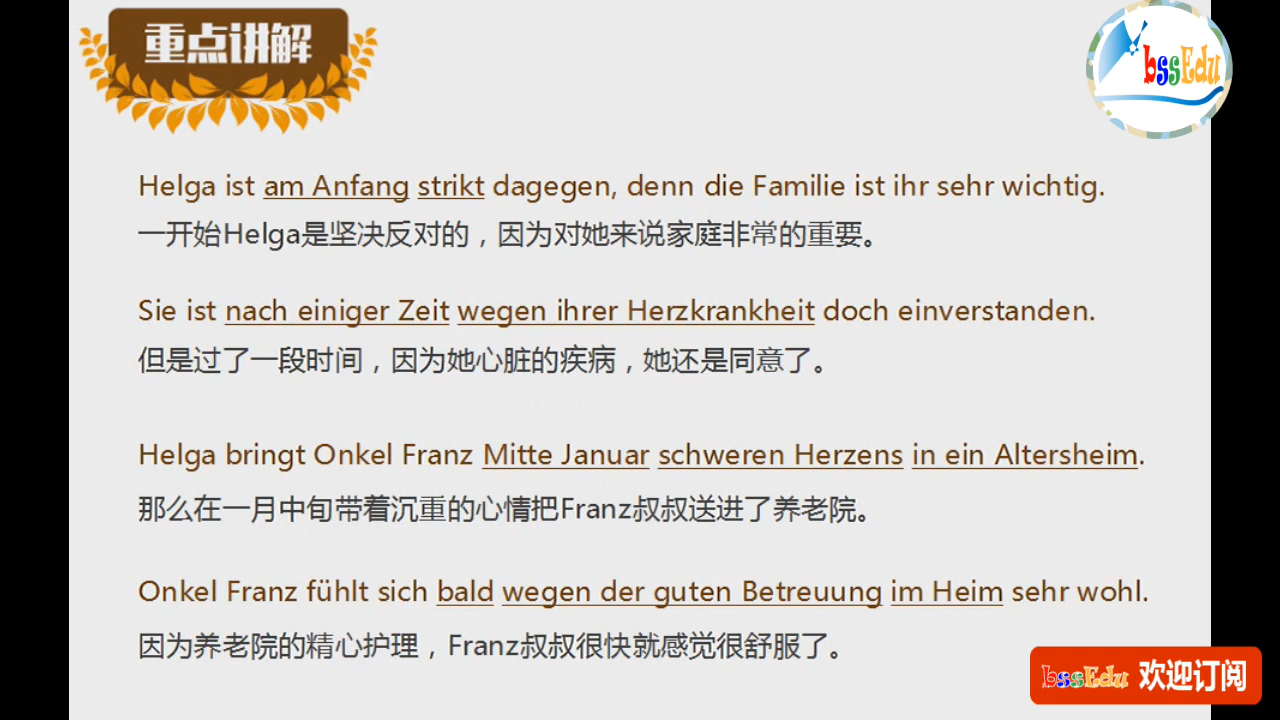 重点讲解
bssEdu
Helga ist am Anfang strikt dagegen, denn die Familie ist ihr sehr wichtig.
一开始Helga是坚决反对的，因为对她来说家庭非常的重要。
Sie ist nach einiger Zeit wegen ihrer Herzkrankheit doch einverstanden.
但是过了一段时间，因为她心脏的疾病，她还是同意了。
Helga bringt Onkel Franz Mitte Januar schweren Herzens in ein Altersheim.
那么在一月中旬带着沉重的心情把Franz叔叔送进了养老院。
Onkel Franz fühlt sich bald wegen der guten Betreuung im Heim sehr wohl.
因为养老院的精心护理，Franz叔叔很快就感觉很舒服了。
bssEdu 欢迎订阅